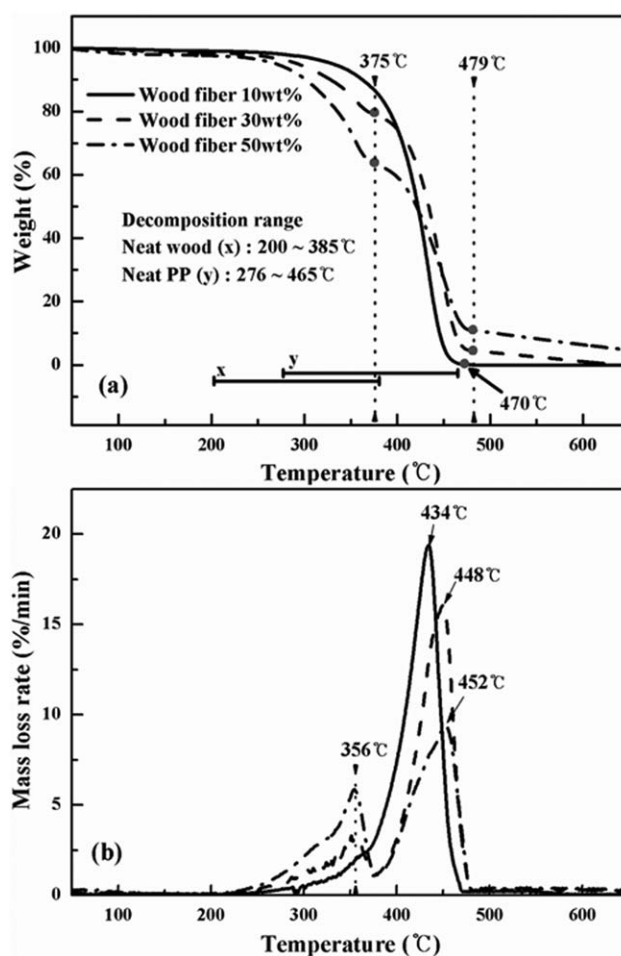 100
80
60
40
20
0
Weight (%)
375℃
479℃
Wood fiber 10wt%
Wood fiber 30wt%
Wood fiber 50wt%
Decomposition range
Neat wood (x) : 200 ~ 385℃
Neat PP (y) : 276 ~ 465℃
x
y
(a)
470℃
100 200 300 400 500 600
Temperature (℃)
20
15
10
5
0
Mass loss rate (%/min)
434℃
448℃
452℃
356℃
(b)
100 200 300 400 500 600
Temperature (℃)